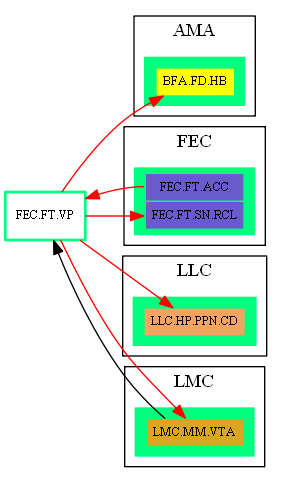 AMA
BFA.FD.HB
FEC
FEC.FT.ACC
FEC.FT.SN.RCL
FEC.FT.VP
LLC
LLC.HP.PPN.CD
LMC
LMC.MM.VTA